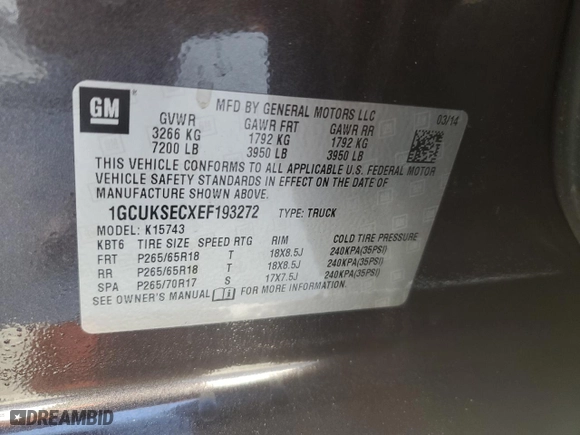 GM
MFD BY GENERAL MOTORS LLC
03/14
GVWR GAWR FRT GAWR RR
3266 KG 1792 KG 1792 KG
7200 LB 3950 LB 3950 LB
THIS VEHICLE CONFORMS TO ALL APPLICABLE U.S. FEDERAL MOTOR
VEHICLE SAFETY STANDARDS IN EFFECT ON THE DATE OF
MANUFACTURE SHOWN ABOVE.
1GCUKSECXEF193272 TYPE: TRUCK
MODEL: K15743
KBT6 TIRE SIZE SPEED RTG RIM COLD TIRE PRESSURE
FRT P265/65R18 T 18X8.5J 240KPA(35PSI)
RR P265/65R18 T 18X8.5J 240KPA(35PSI)
SPA P265/70R17 S 17X7.5J 240KPA(35PSI)
SEE OWNER'S MANUAL i FOR MORE INFORMATION.
DREAMBID